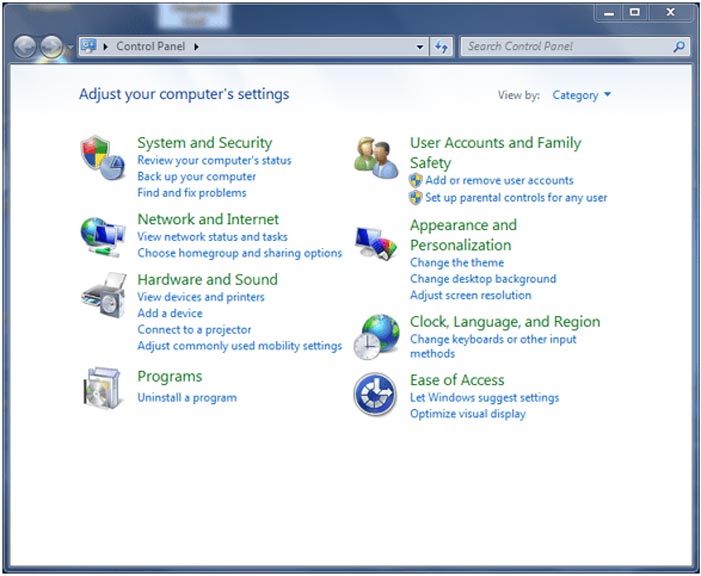 Control Panel
Search Control Panel
Adjust your computer's settings
View by: Category
System and Security
Review your computer's status
Back up your computer
Find and fix problems
Network and Internet
View network status and tasks
Choose homegroup and sharing options
Hardware and Sound
View devices and printers
Add a device
Connect to a projector
Adjust commonly used mobility settings
Programs
Uninstall a program
User Accounts and Family
Safety
Add or remove user accounts
Set up parental controls for any user
Appearance and
Personalization
Change the theme
Change desktop background
Adjust screen resolution
Clock, Language, and Region
Change keyboards or other input
methods
Ease of Access
Let Windows suggest settings
Optimize visual display